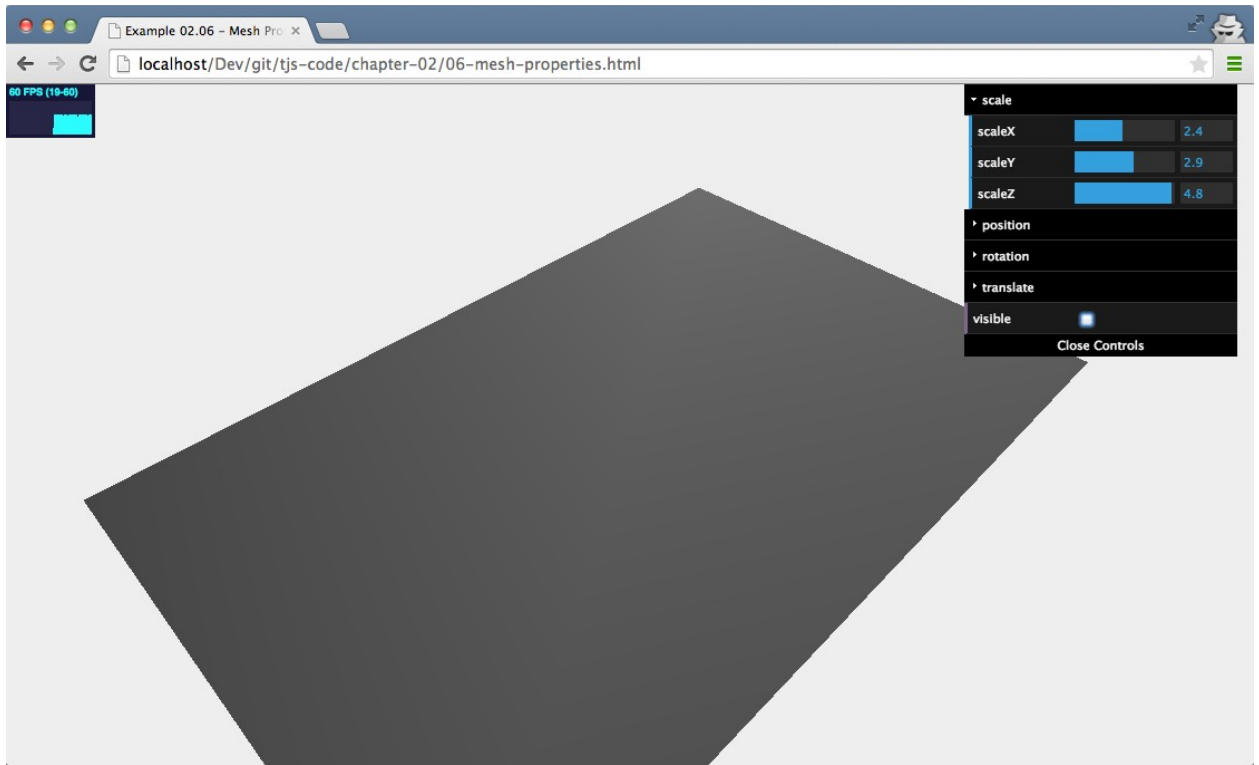 Example 02.06 – Mesh Pro
localhost/Dev/git/tjs-code/chapter-02/06-mesh-properties.html
60 FPS (19-60)
scale
scaleX 2.4
scaleY 2.9
scaleZ 4.8
position
rotation
translate
visible
Close Controls